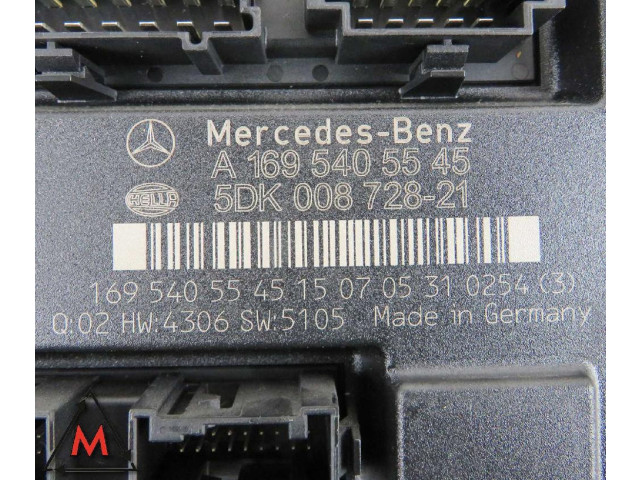 Mercedes-Benz
A 169 540 55 45
HELLA
5DK 008 728-21
169 540 55 45 15 07 05 31 0254 (3)
Q:02 HW:4306 SW:5105 Made in Germany
M